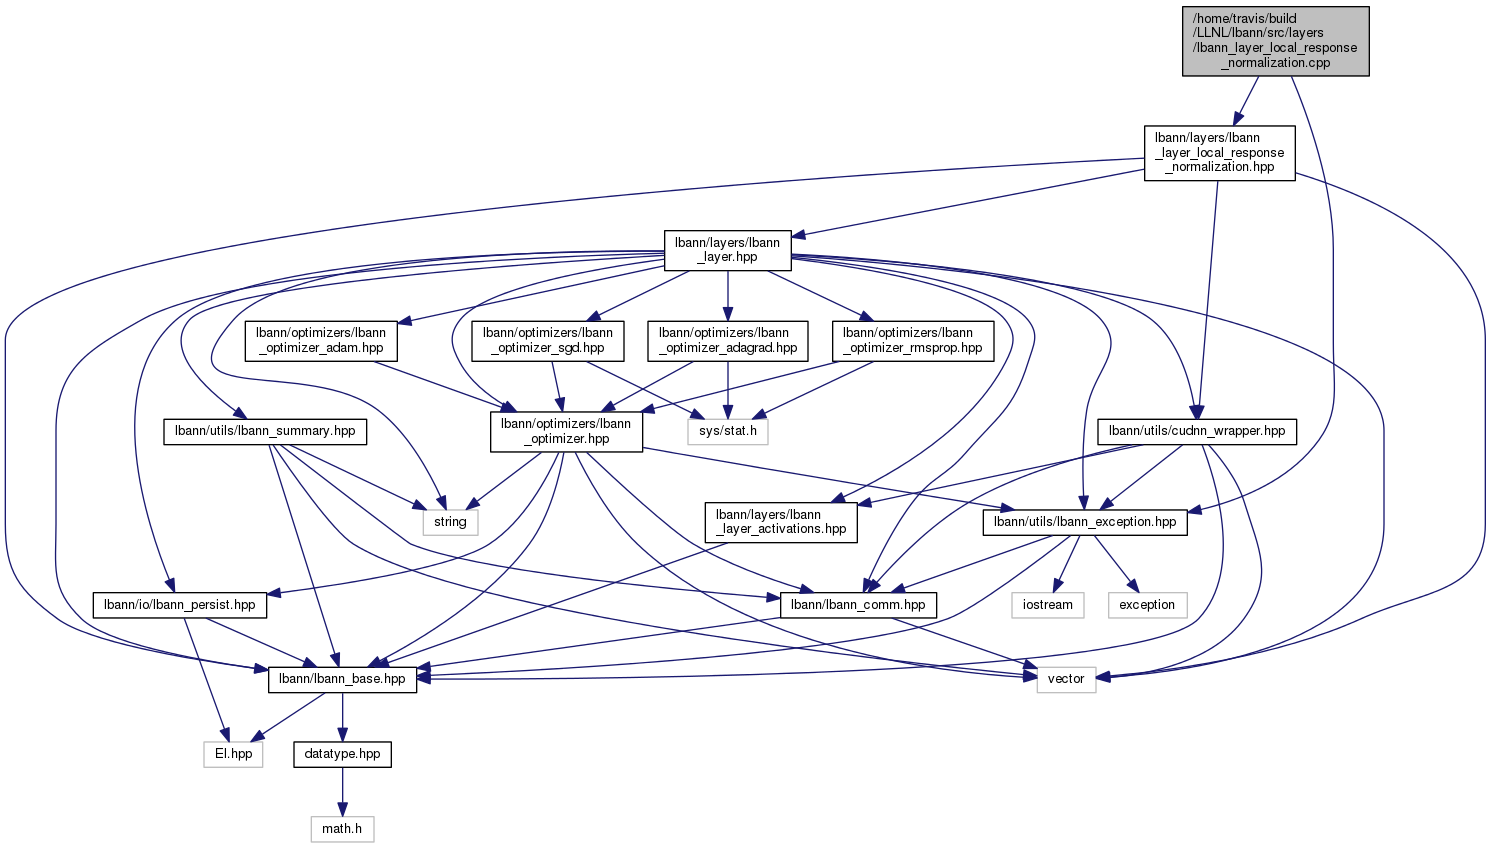 /home/travis/build
/LLNL/lbann/src/layers
/lbann_layer_local_response
_normalization.cpp
lbann/layers/lbann
_layer_local_response
_normalization.hpp
lbann/layers/lbann
_layer.hpp
lbann/optimizers/lbann
_optimizer_adam.hpp
lbann/optimizers/lbann
_optimizer_sgd.hpp
lbann/optimizers/lbann
_optimizer_adagrad.hpp
lbann/optimizers/lbann
_optimizer_rmsprop.hpp
lbann/utils/lbann_summary.hpp
lbann/optimizers/lbann
_optimizer.hpp
sys/stat.h
lbann/utils/cudnn_wrapper.hpp
string
lbann/layers/lbann
_layer_activations.hpp
lbann/utils/lbann_exception.hpp
lbann/io/lbann_persist.hpp
lbann/lbann_comm.hpp
iostream
exception
lbann/lbann_base.hpp
vector
El.hpp
datatype.hpp
math.h